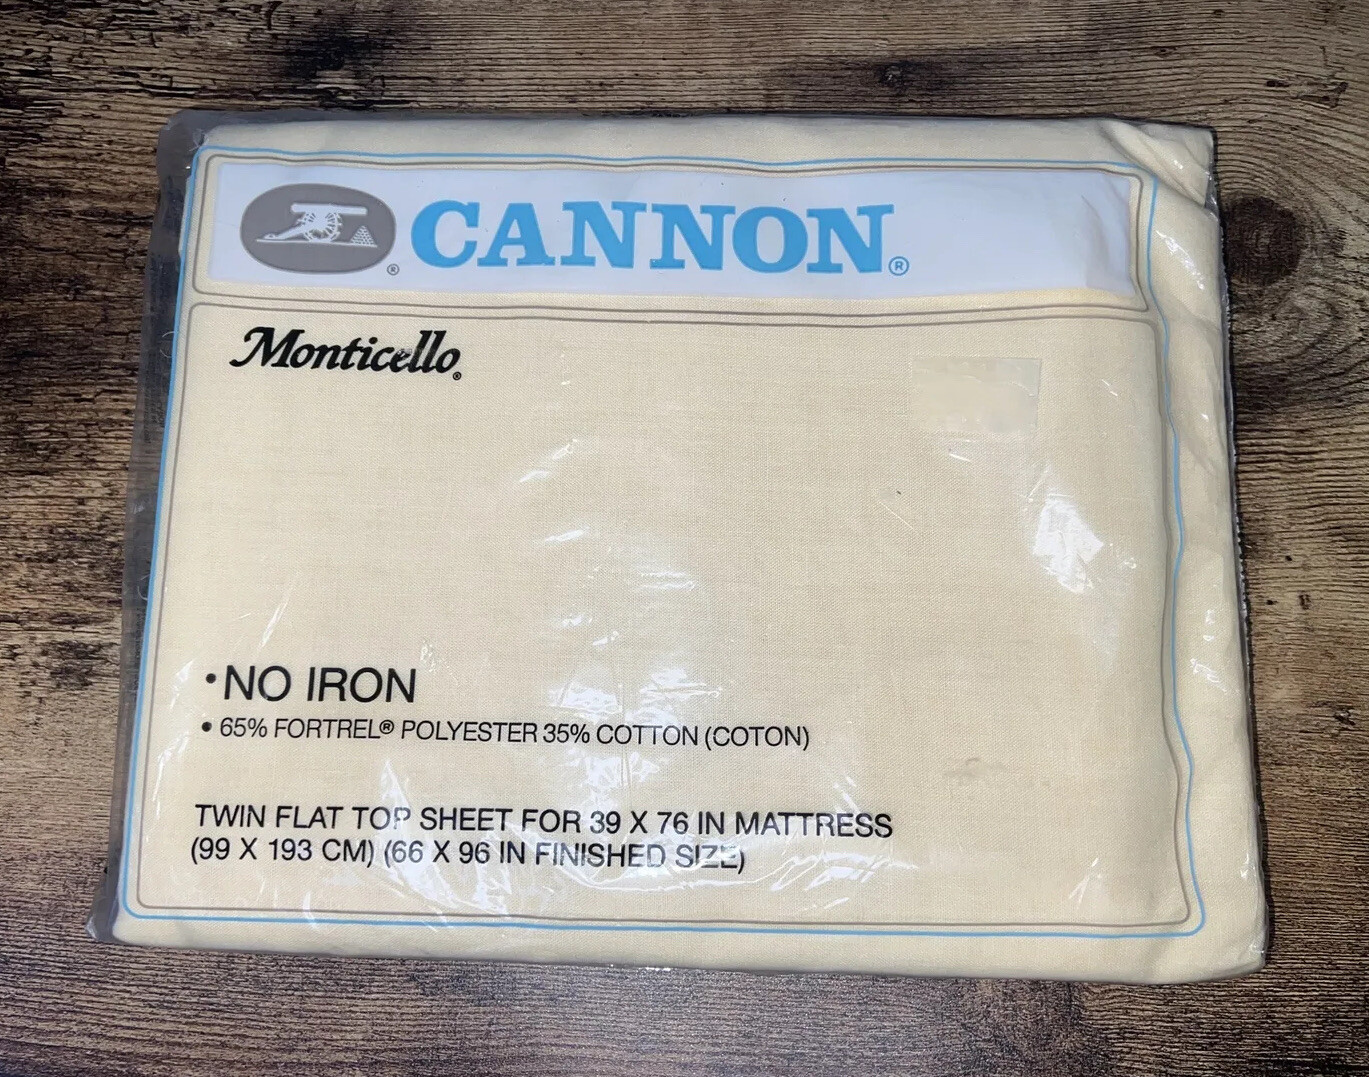 CANNON®
Monticello®
•NO IRON
• 65% FORTREL® POLYESTER 35% COTTON (COTON)
TWIN FLAT TOP SHEET FOR 39 X 76 IN MATTRESS
(99 X 193 CM) (66 X 96 IN FINISHED SIZE)